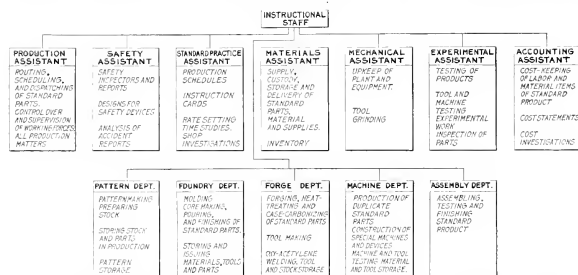 INSTRUCTIONAL
STAFF
PRODUCTION
ASSISTANT
ROUTING,
SCHEDULING,
AND DISPATCHING
OF STANDARD
PARTS.
CONTROL OVER
AND SUPERVISION
OF WORKING FORCES.
ALL PRODUCTION
MATTERS
SAFETY
ASSISTANT
SAFETY
INSPECTORS AND
REPORTS
DESIGNS FOR
SAFETY DEVICES
ANALYSIS OF
ACCIDENT
REPORTS
STANDARD PRACTICE
ASSISTANT
PRODUCTION
SCHEDULES
INSTRUCTION
CARDS
RATE SETTING
TIME STUDIES.
SHOP
INVESTIGATIONS
MATERIALS
ASSISTANT
SUPPLY,
CUSTODY,
STORAGE AND
DELIVERY OF
STANDARD
PARTS,
MATERIAL
AND SUPPLIES.
INVENTORY
MECHANICAL
ASSISTANT
UPKEEP OF
PLANT AND
EQUIPMENT.
TOOL
GRINDING
EXPERIMENTAL
ASSISTANT
TESTING OF
PRODUCTS
TOOL AND
MACHINE
TESTING
EXPERIMENTAL
WORK
INSPECTION OF
PARTS
ACCOUNTING
ASSISTANT
COST-KEEPING
OF LABOR AND
MATERIAL ITEMS
OF STANDARD
PRODUCT
COST STATEMENTS
COST
INVESTIGATIONS
PATTERN DEPT.
PATTERNMAKING
PREPARING
STOCK
STORING STOCK
AND PARTS
IN PRODUCTION
PATTERN
STORAGE
FOUNDRY DEPT.
MOLDING
CORE MAKING,
POURING,
AND FINISHING OF
STANDARD PARTS.
STORING AND
ISSUING
MATERIALS, TOOLS
AND PARTS
FORGE DEPT.
FORGING, HEAT-
TREATING AND
CASE-CARBONIZING
OF STANDARD PARTS
TOOL MAKING
OXY-ACETYLENE
WELDING, TOOL
AND STOCK STORAGE
MACHINE DEPT.
PRODUCTION OF
DUPLICATE
STANDARD
PARTS
CONSTRUCTION OF
SPECIAL MACHINES
AND DEVICES
MACHINE AND TOOL
TESTING MATERIAL
AND TOOL STORAGE.
ASSEMBLY DEPT.
ASSEMBLING,
TESTING AND
FINISHING
STANDARD
PRODUCT